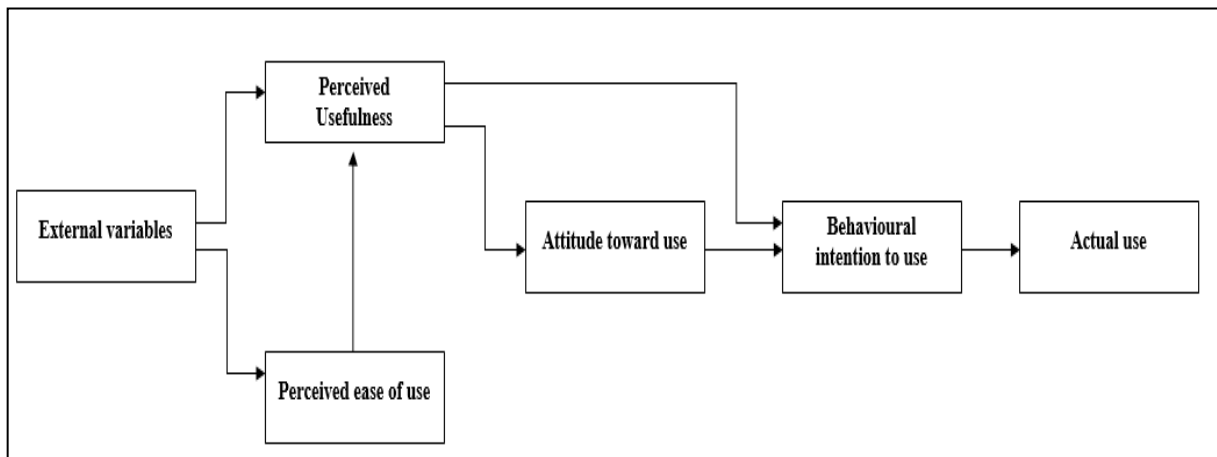 Perceived
Usefulness
External variables
Attitude toward use
Behavioural
intention to use
Actual use
Perceived ease of use